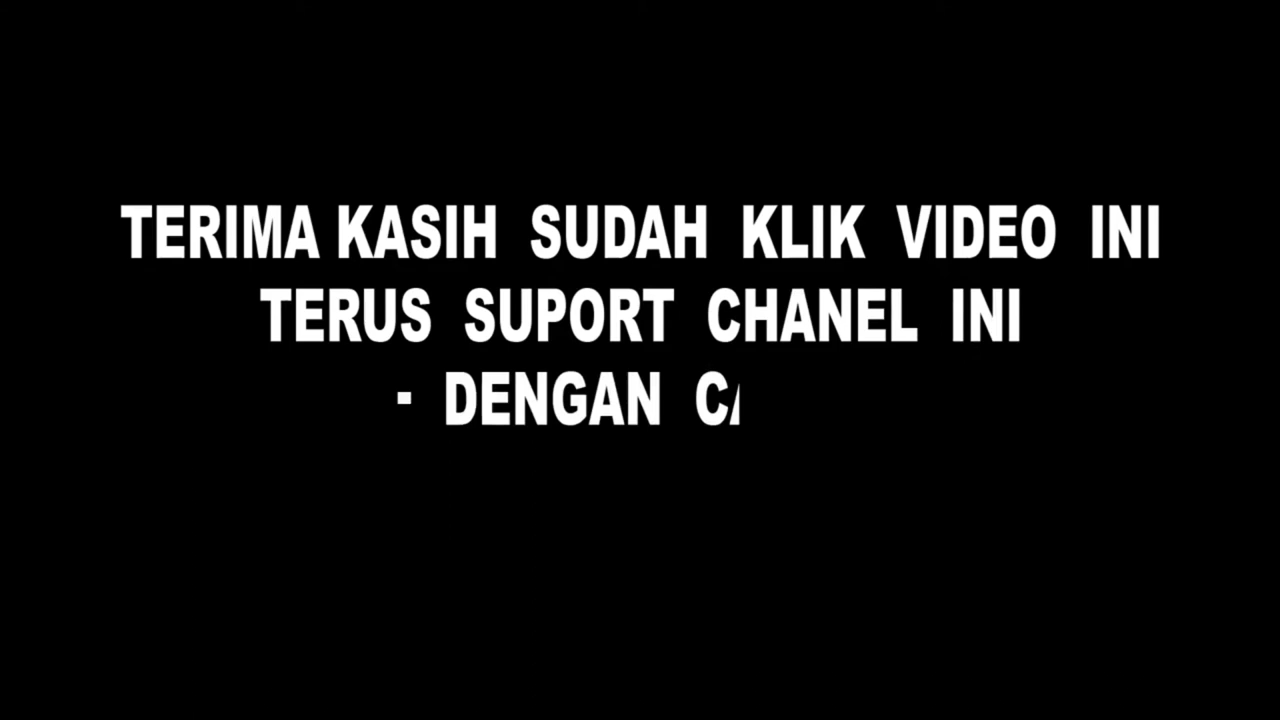 TERIMA KASIH SUDAH KLIK VIDEO INI
TERUS SUPORT CHANEL INI
- DENGAN